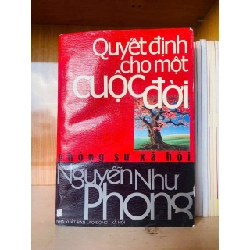 Quyết định
cho một
cuộc đời
phóng sự xã hội
Nguyễn Như
Phong